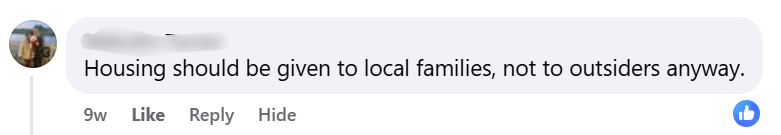 Housing should be given to local families, not to outsiders anyway.
9w Like Reply Hide